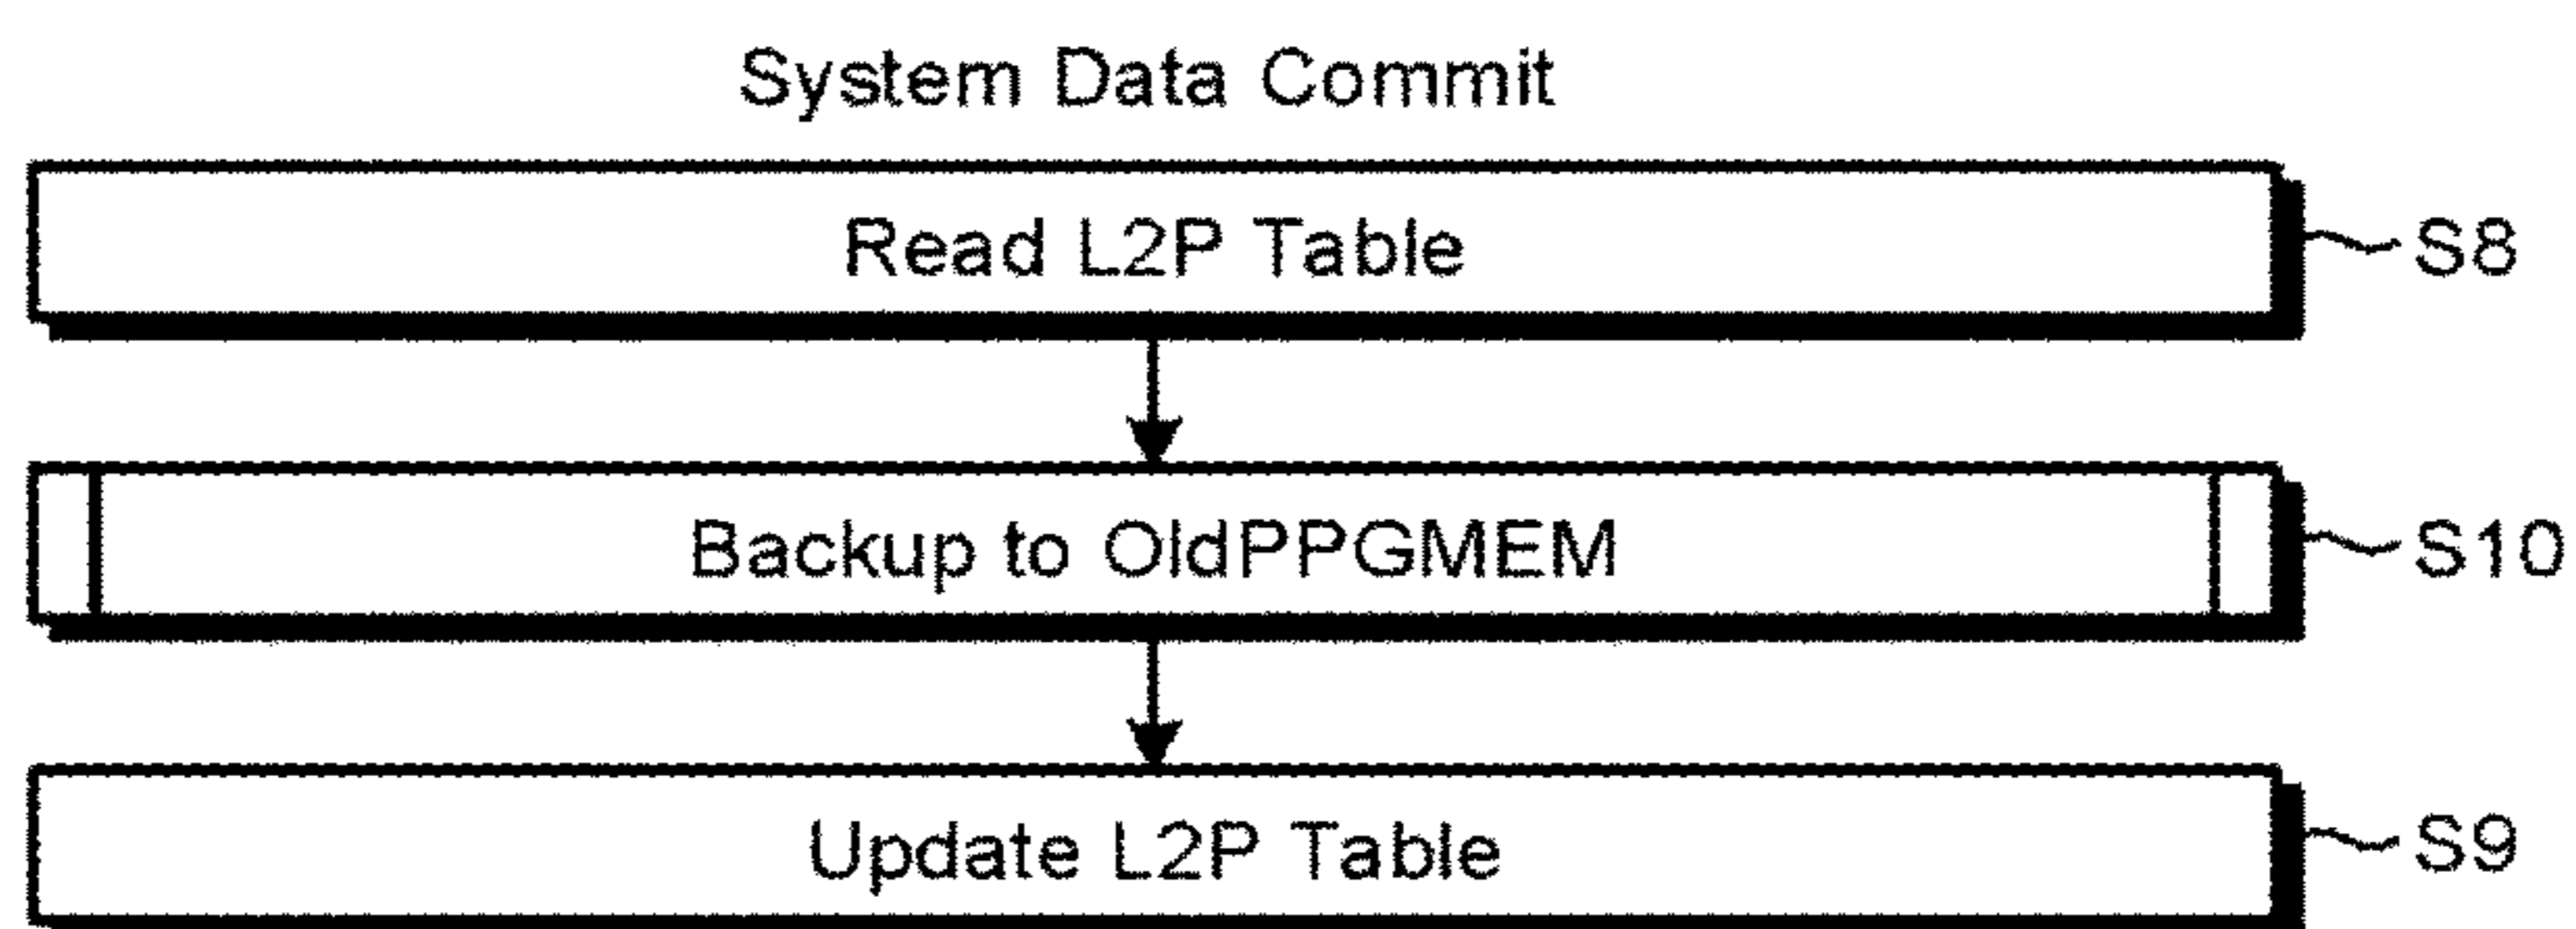 System Data Commit
Read L2P Table
S8
Backup to OldPPGMEM
S10
Update L2P Table
S9